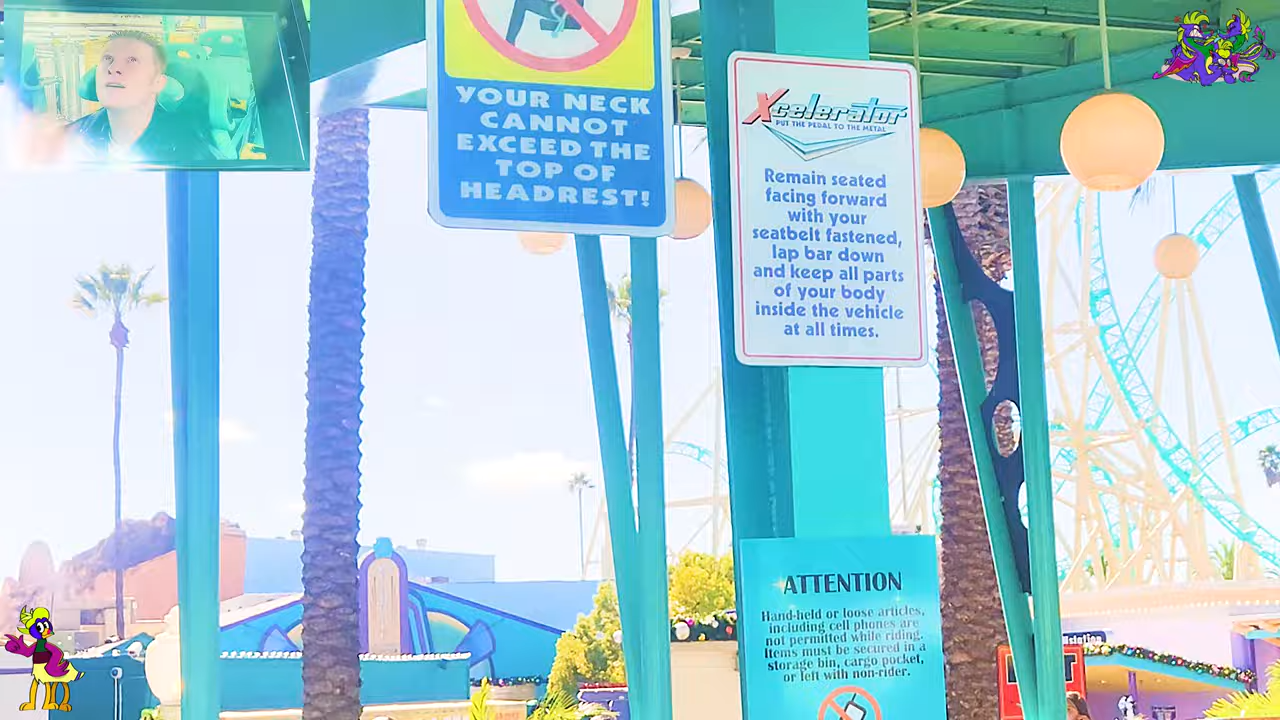 YOUR NECK
CANNOT
EXCEED THE
TOP OF
HEADREST!
Xcelerator
PUT THE PEDAL TO THE METAL
Remain seated
facing forward
with your
seatbelt fastened,
lap bar down
and keep all parts
of your body
inside the vehicle
at all times.
ATTENTION
Hand-held or loose articles,
including cell phones are
not permitted while riding.
Items must be secured in a
storage bin, cargo pocket,
or left with non-rider.